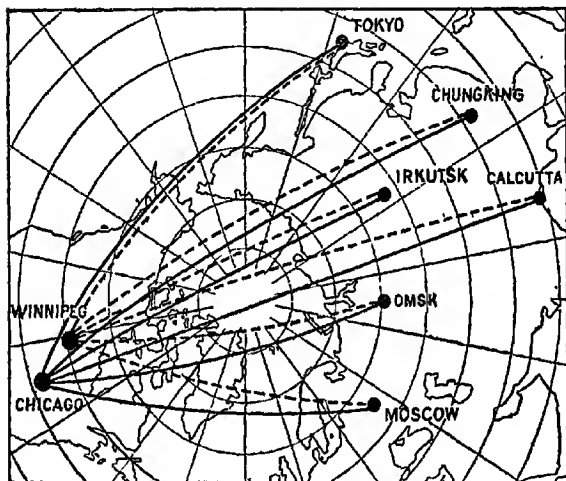 TOKYO
CHUNGKING
IRKUTSK
CALCUTTA
WINNIPEG
OMSK
CHICAGO
MOSCOW